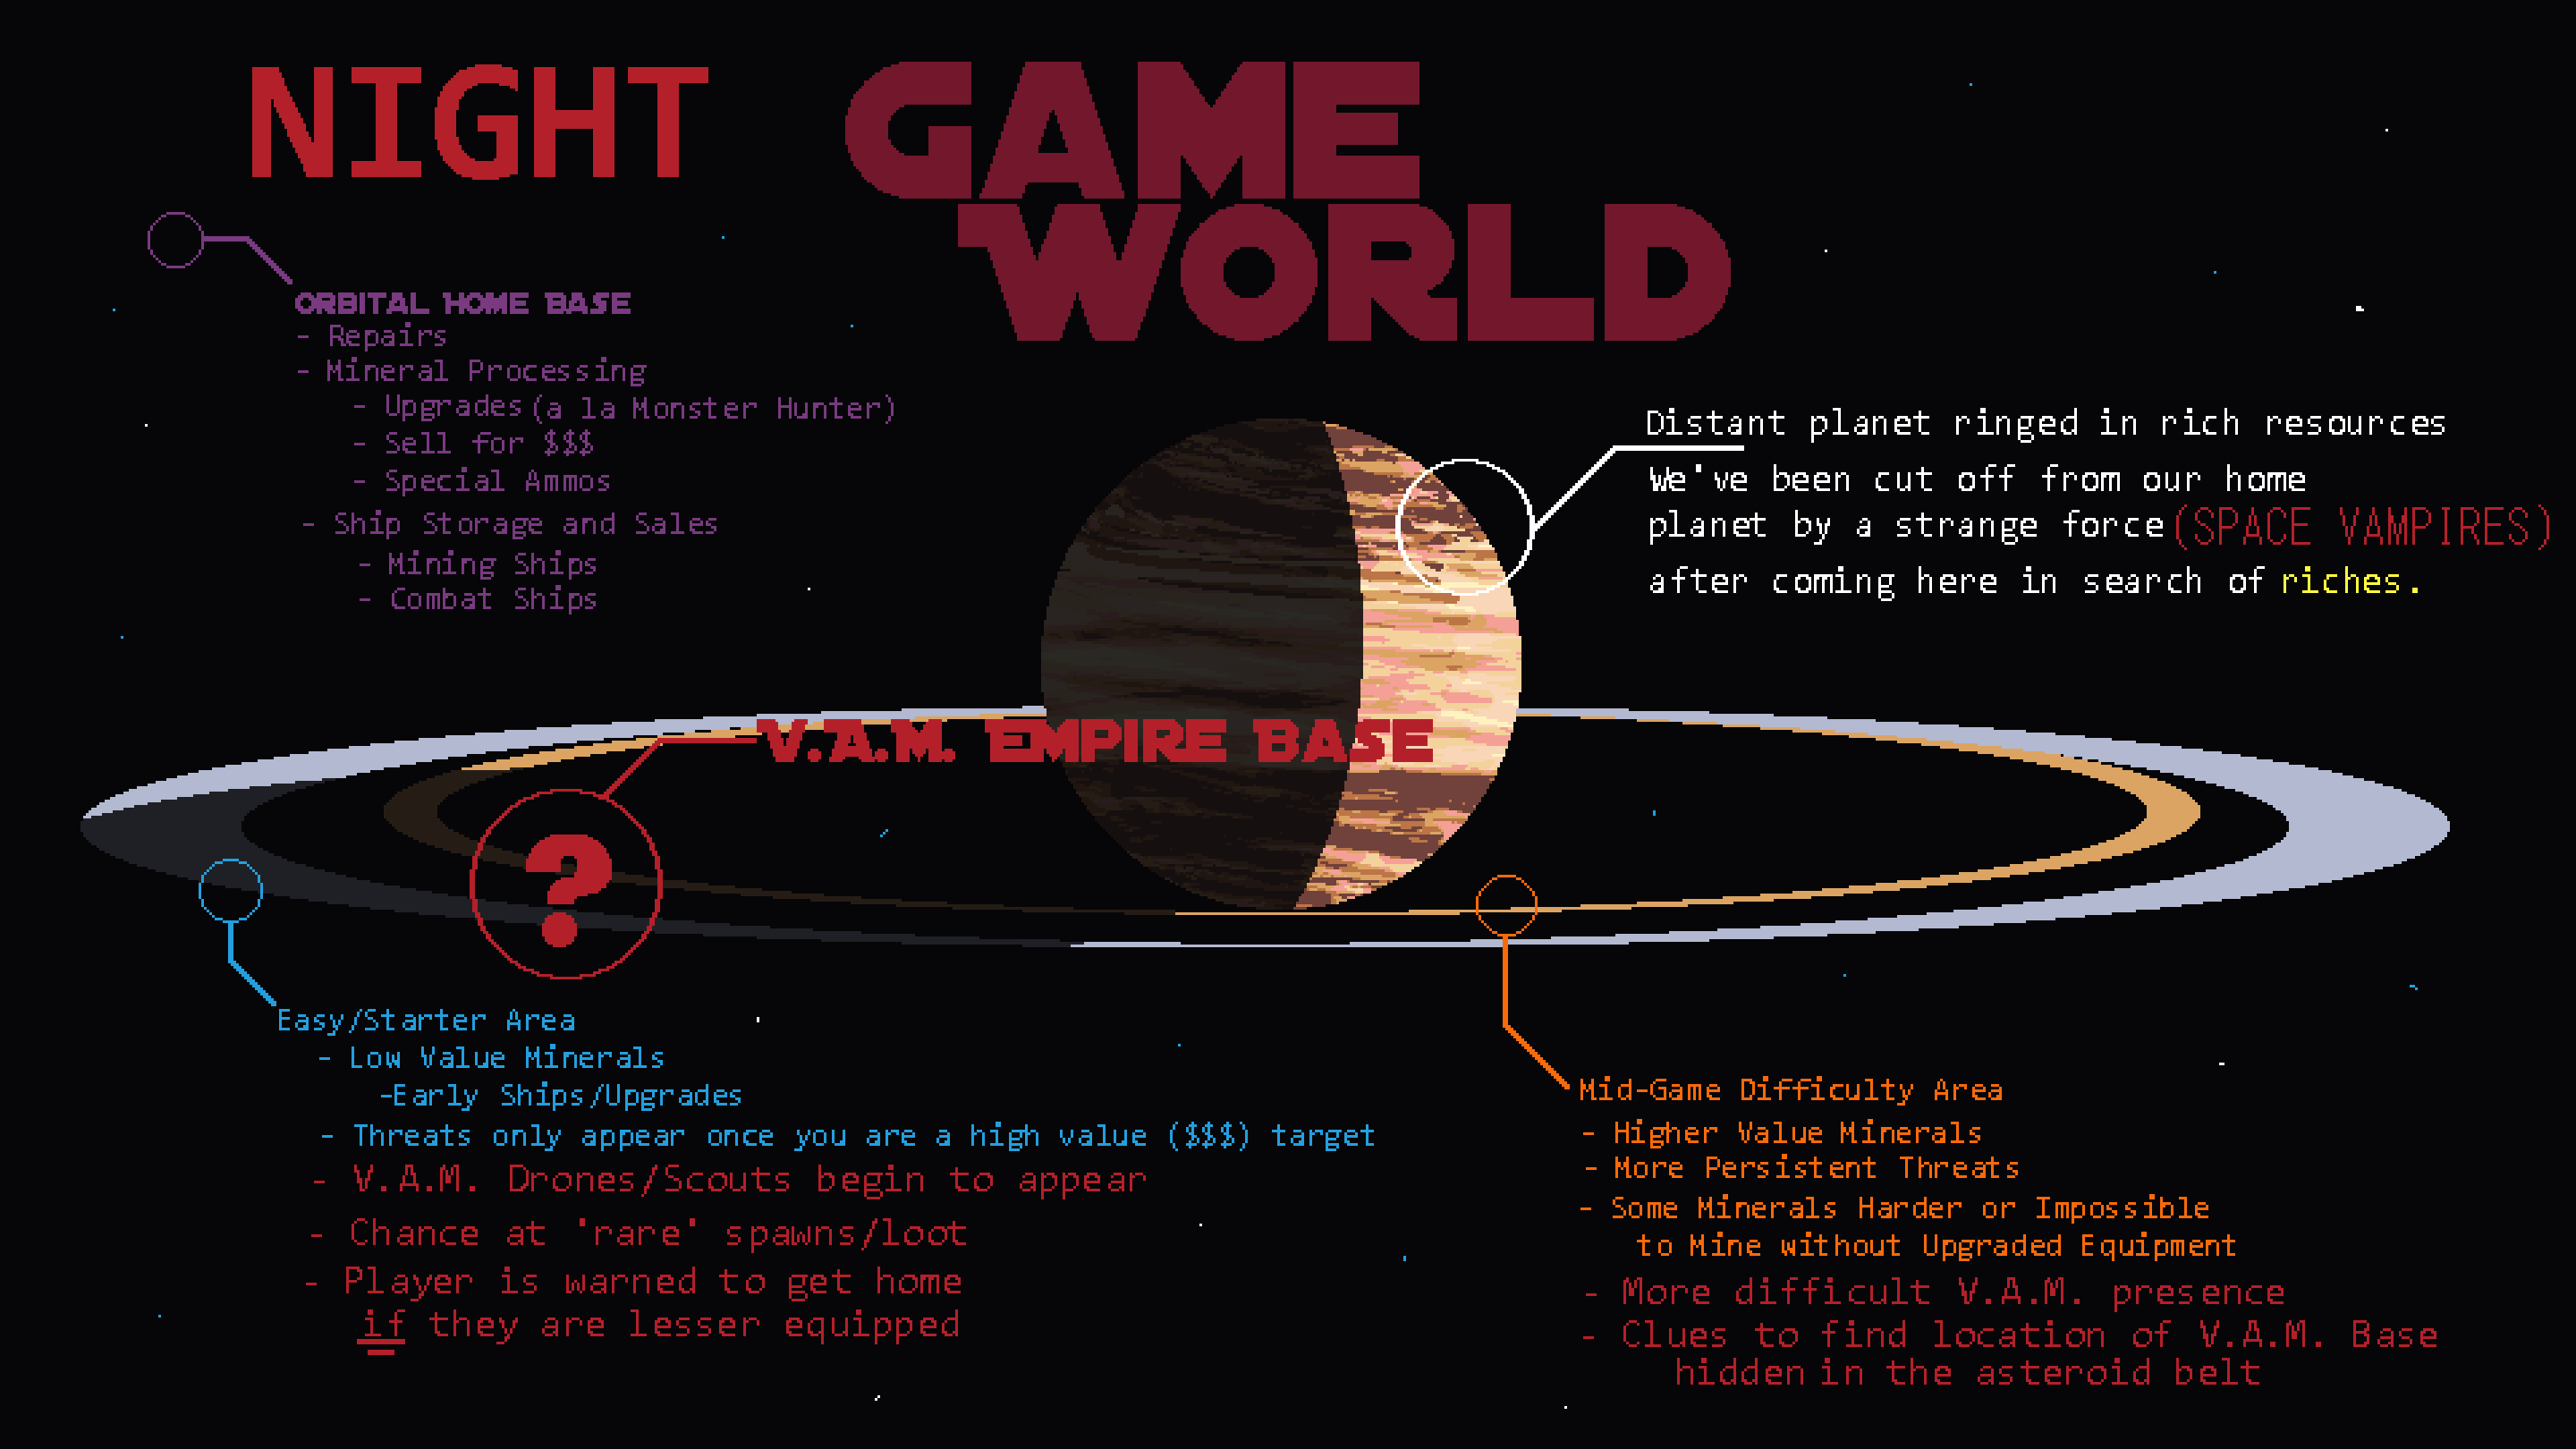 NIGHT
GAME
WORLD
ORBITAL HOME BASE
- Repairs
- Mineral Processing
- Upgrades (a la Monster Hunter)
- Sell for $$$
- Special Ammos
- Ship Storage and Sales
- Mining Ships
- Combat Ships
Distant planet ringed in rich resources
We've been cut off from our home
planet by a strange force (SPACE VAMPIRES)
after coming here in search of riches.
V.A.M. EMPIRE BASE
?
Easy/Starter Area
- Low Value Minerals
-Early Ships/Upgrades
- Threats only appear once you are a high value ($$$) target
- V.A.M. Drones/Scouts begin to appear
- Chance at 'rare' spawns/loot
- Player is warned to get home
if they are lesser equipped
Mid-Game Difficulty Area
- Higher Value Minerals
- More Persistent Threats
- Some Minerals Harder or Impossible
to Mine without Upgraded Equipment
- More difficult V.A.M. presence
- Clues to find location of V.A.M. Base
hidden in the asteroid belt